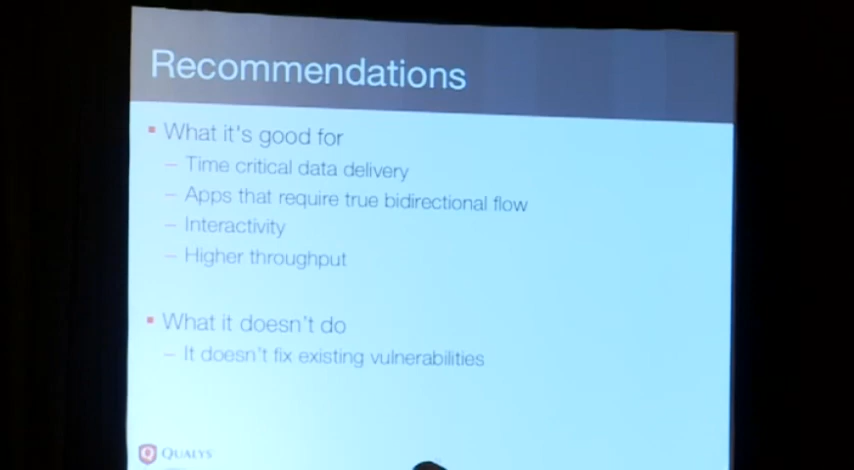 Recommendations
▪ What it's good for
– Time critical data delivery
– Apps that require true bidirectional flow
– Interactivity
– Higher throughput
▪ What it doesn't do
– It doesn't fix existing vulnerabilities
QUALYS